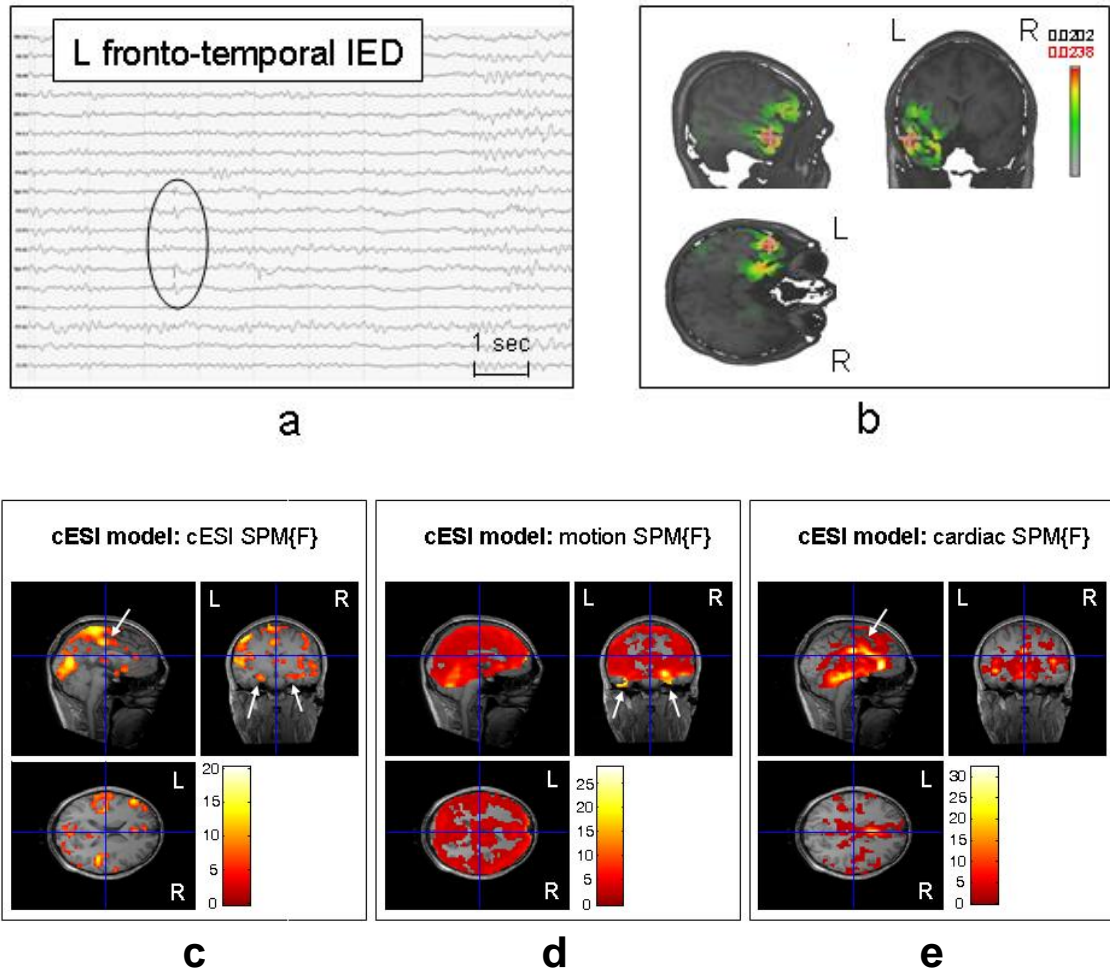 L fronto-temporal IED
1 sec
a
L R 0.0202
0.0238
L
R
b
cESI model: cESI SPM{F}
L R
L
R
20
15
10
5
0
c
cESI model: motion SPM{F}
L R
L
R
25
20
15
10
5
0
d
cESI model: cardiac SPM{F}
L R
L
R
30
25
20
15
10
5
0
e